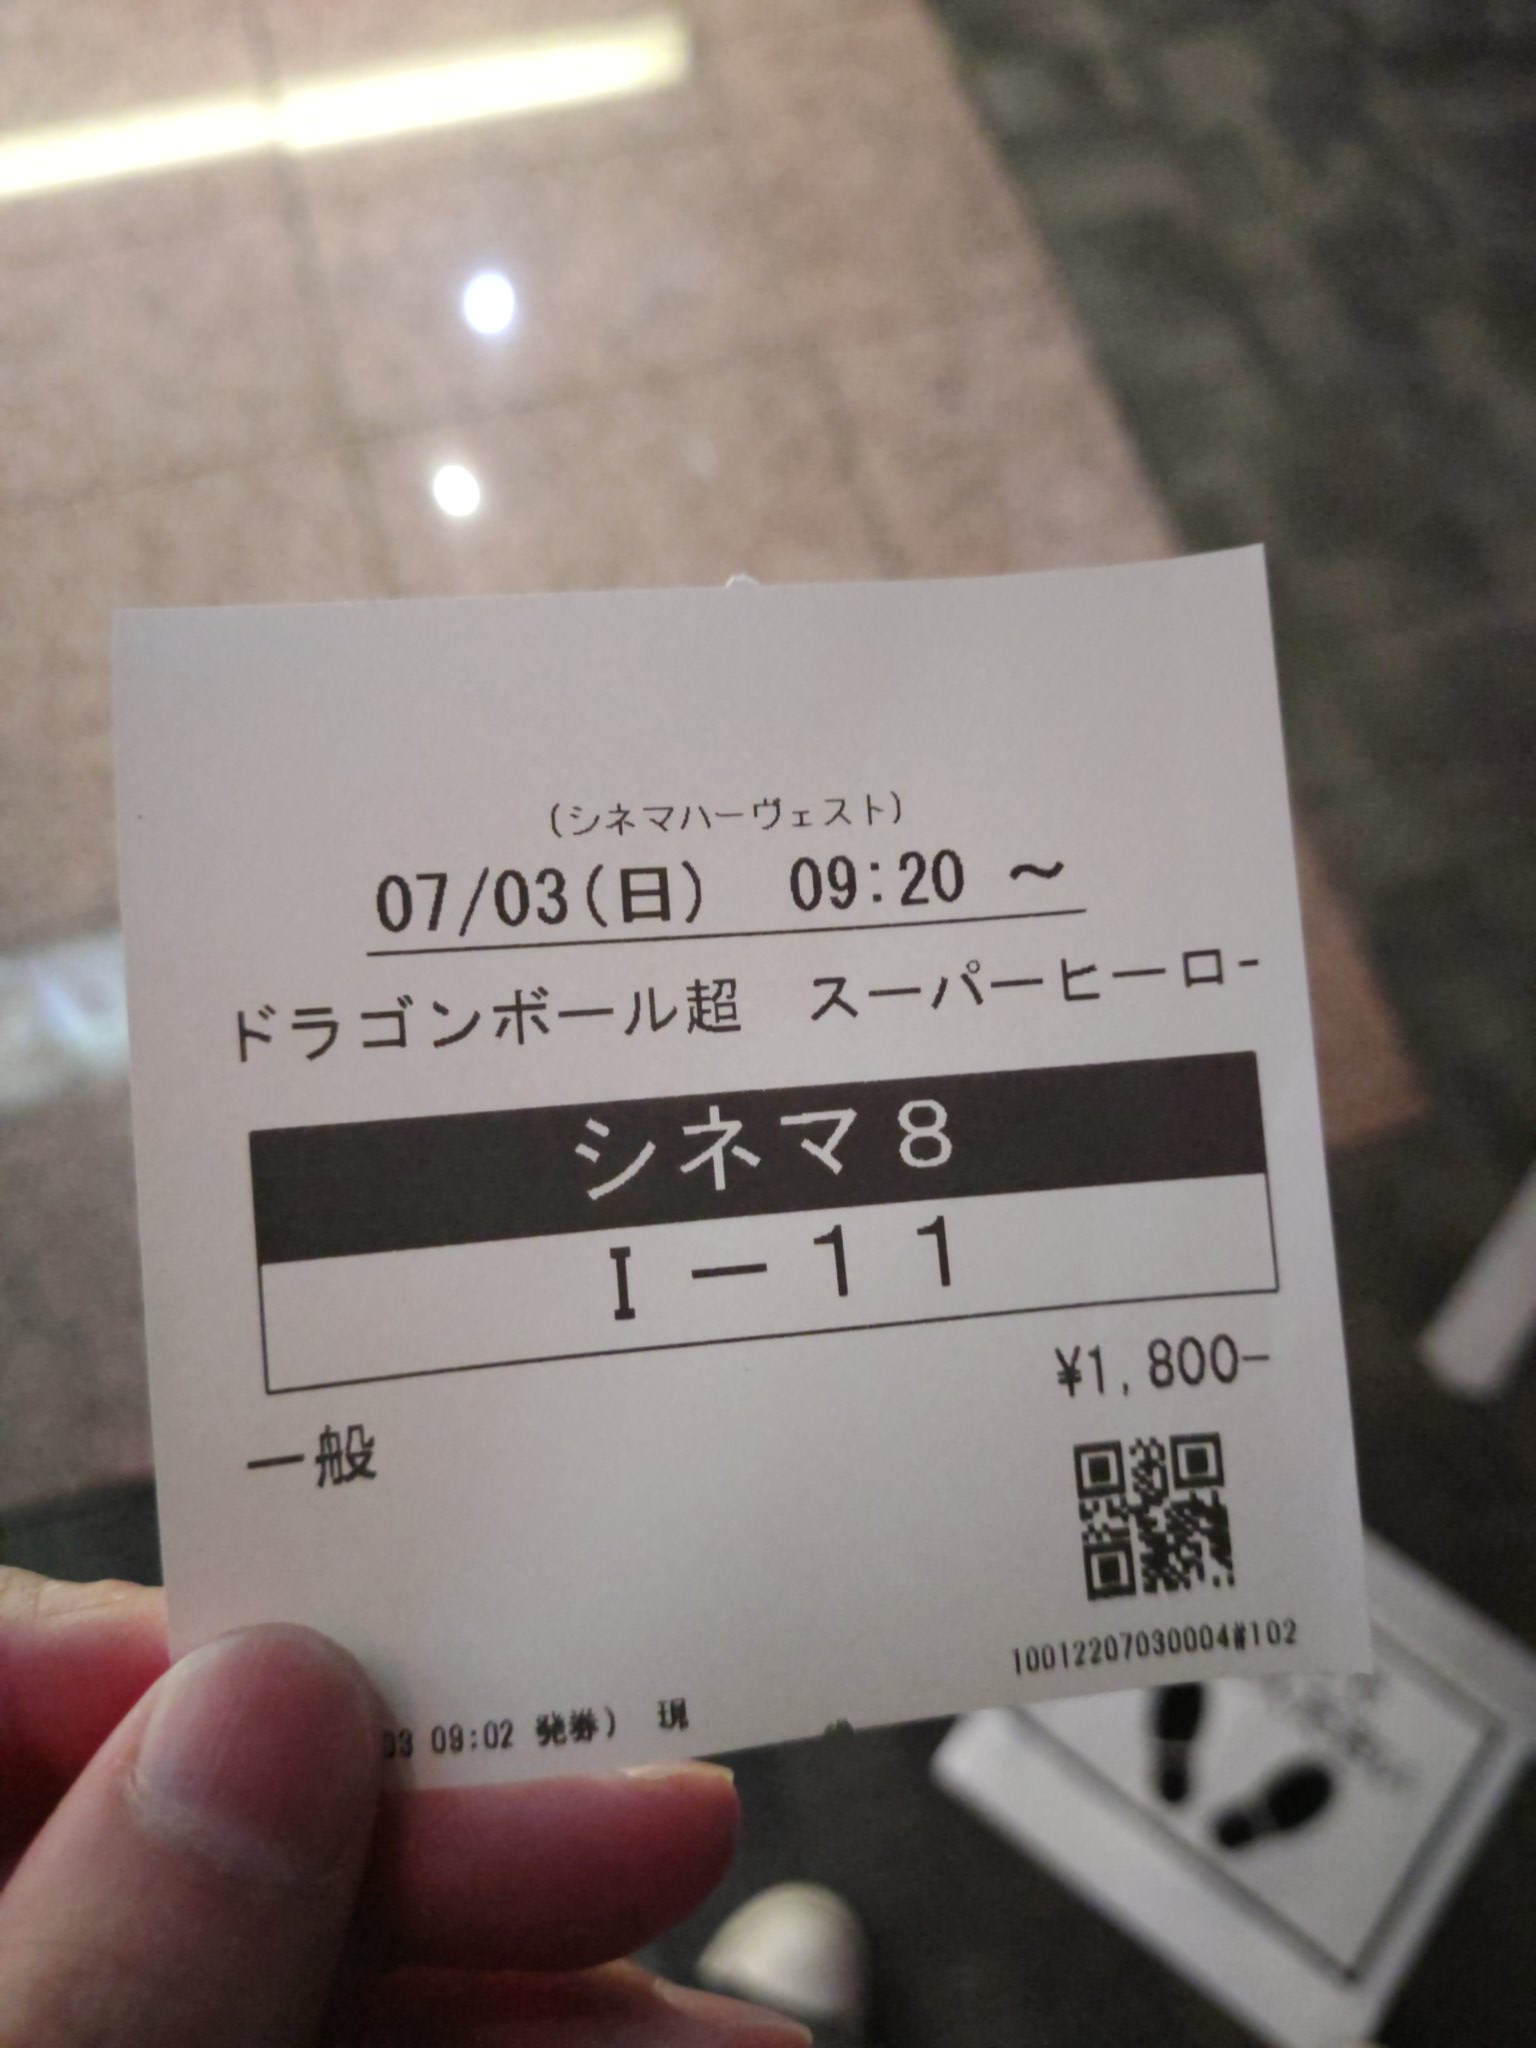 (シネマハーヴェスト)
07/03(日) 09:20 ～
ドラゴンボール超 スーパーヒーロー
シネマ8
I－11
¥1,800-
一般
10012207030004#102
03 09:02 発券) 現